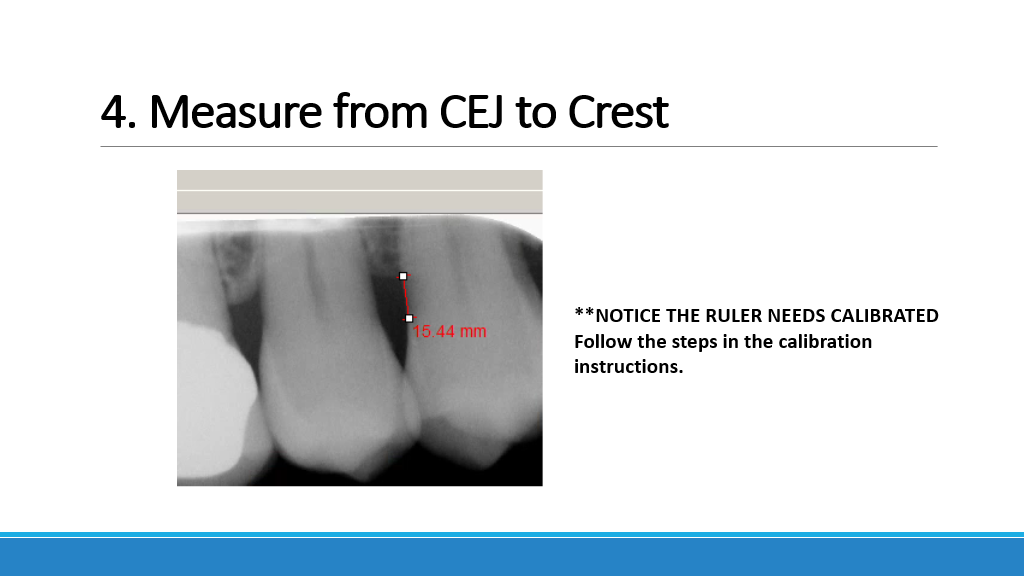 4. Measure from CEJ to Crest
15.44 mm
**NOTICE THE RULER NEEDS CALIBRATED
Follow the steps in the calibration
instructions.